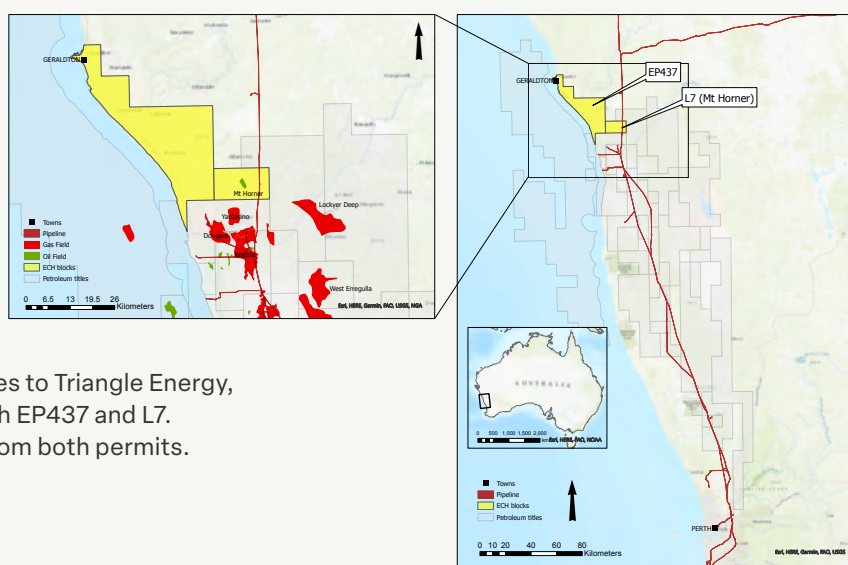 GERALDTON
Mt Horner
Yardarino
Lockyer Deep
West Erregulla
Towns
Pipeline
Gas Field
Oil Field
ECH blocks
Petroleum titles
0 6.5 13 19.5 26
Kilometers
Esri, HERE, Garmin, FAO, USGS, NGA
es to Triangle Energy,
h EP437 and L7.
om both permits.
EP437
GERALDTON
L7 (Mt Horner)
AUSTRALIA
0 500 1,000 1,500 2,000
Esri, HERE, FAO, NOAA
Towns
Pipeline
ECH blocks
Petroleum titles
0 10 20 40 60 80
Kilometers
PERTH
Esri, HERE, Garmin, FAO, USGS